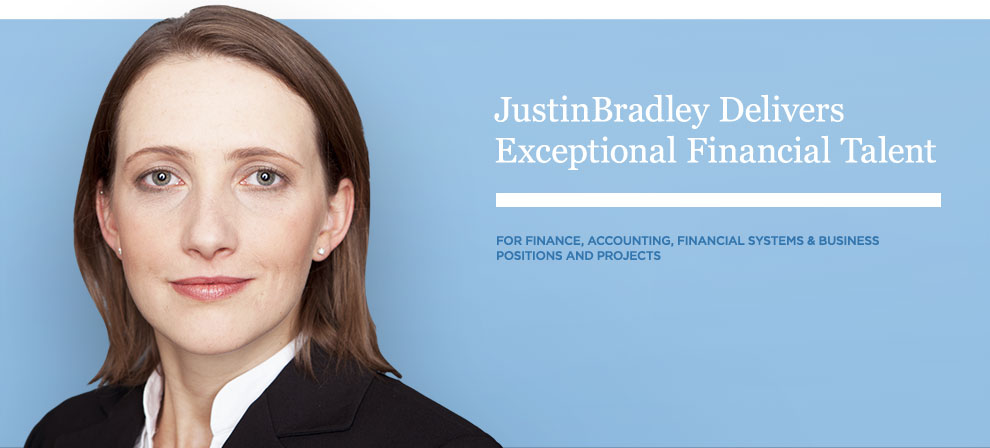 JustinBradley Delivers
Exceptional Financial Talent
FOR FINANCE, ACCOUNTING, FINANCIAL SYSTEMS & BUSINESS
POSITIONS AND PROJECTS